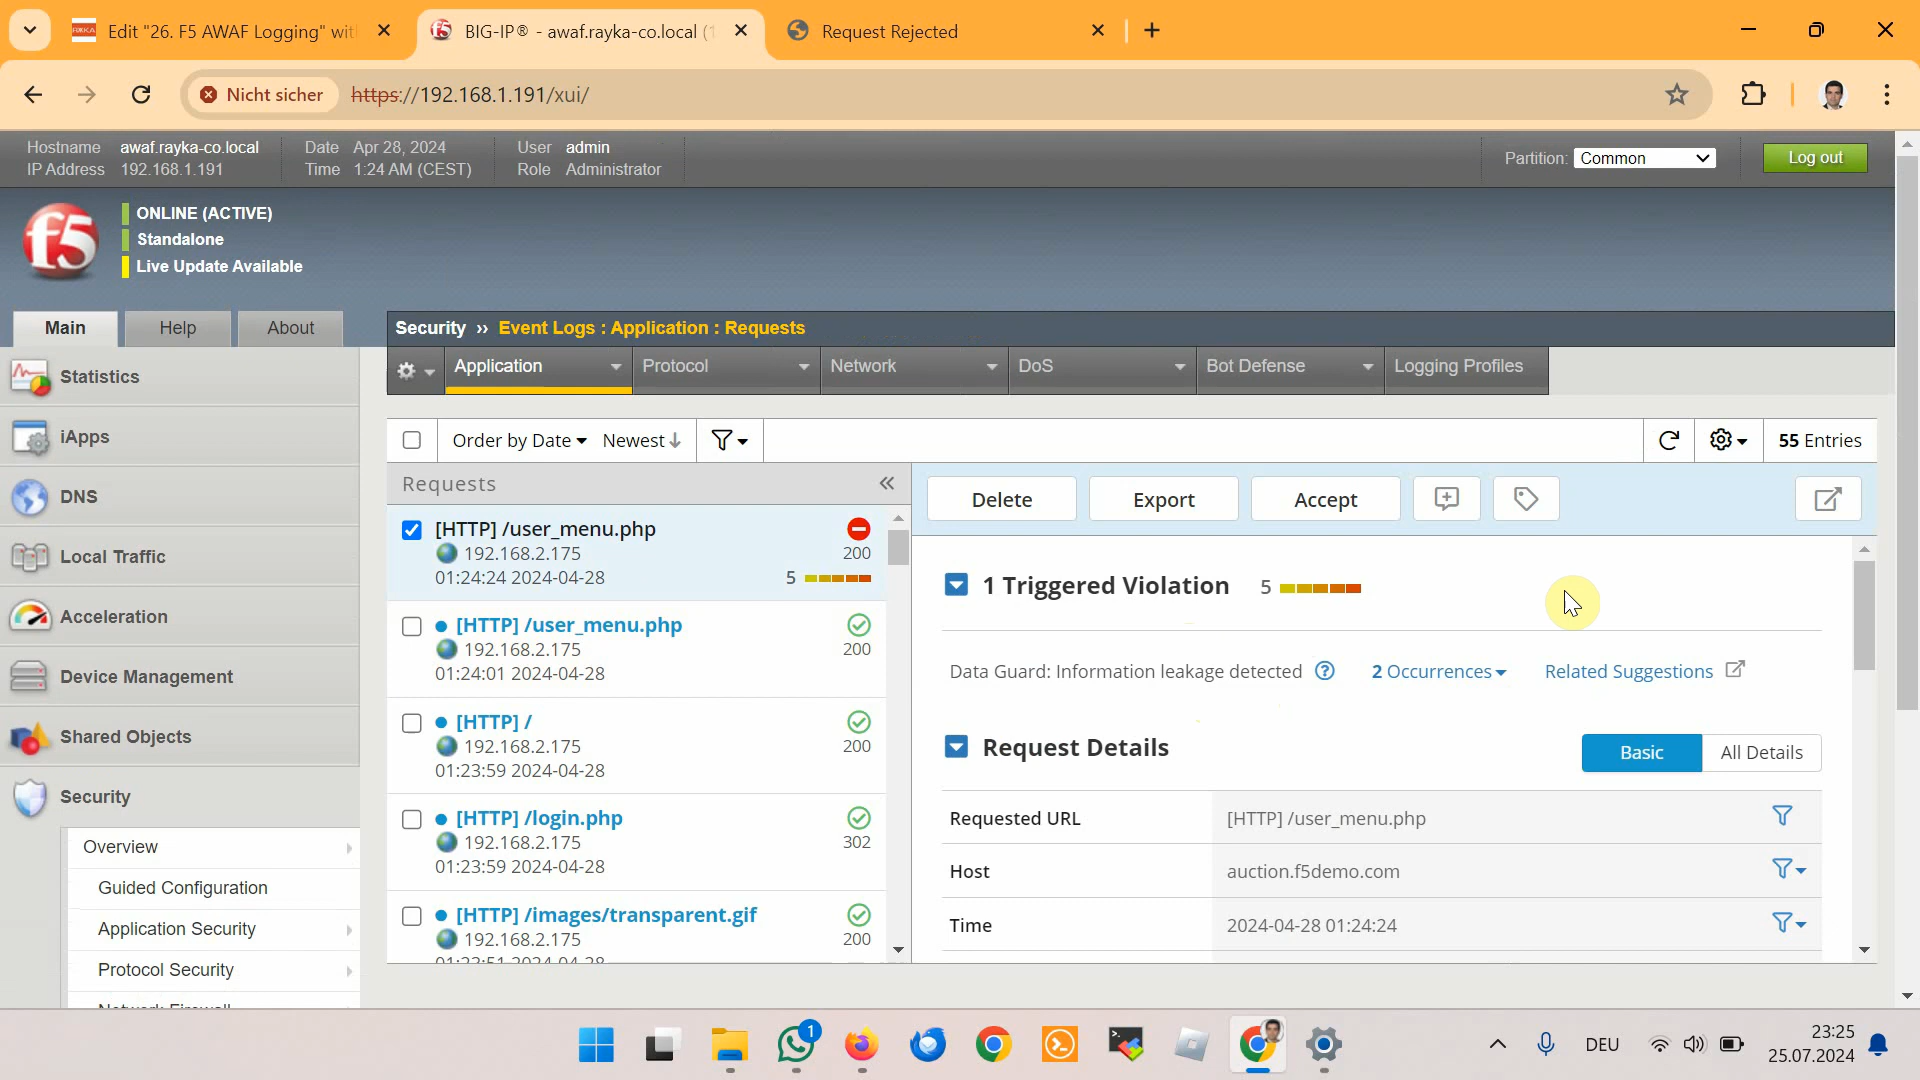 Edit "26. F5 AWAF Logging" wit
BIG-IP® - awaf.rayka-co.local (1
Request Rejected
Nicht sicher
https://192.168.1.191/xui/
Hostname awaf.rayka-co.local
IP Address 192.168.1.191
Date Apr 28, 2024
Time 1:24 AM (CEST)
User admin
Role Administrator
Partition: Common
Log out
f5
ONLINE (ACTIVE)
Standalone
Live Update Available
Main
Help
About
Security ›› Event Logs : Application : Requests
Application
Protocol
Network
DoS
Bot Defense
Logging Profiles
Statistics
iApps
DNS
Local Traffic
Acceleration
Device Management
Shared Objects
Security
Overview
Guided Configuration
Application Security
Protocol Security
Order by Date
Newest
55 Entries
Requests
[HTTP] /user_menu.php
192.168.2.175
200
01:24:24 2024-04-28
5
[HTTP] /user_menu.php
192.168.2.175
200
01:24:01 2024-04-28
[HTTP] /
192.168.2.175
200
01:23:59 2024-04-28
[HTTP] /login.php
192.168.2.175
302
01:23:59 2024-04-28
[HTTP] /images/transparent.gif
192.168.2.175
200
01:23:51 2024-04-28
Delete
Export
Accept
1 Triggered Violation 5
Data Guard: Information leakage detected
2 Occurrences
Related Suggestions
Request Details
Basic
All Details
Requested URL [HTTP] /user_menu.php
Host auction.f5demo.com
Time 2024-04-28 01:24:24
1
DEU
23:25
25.07.2024